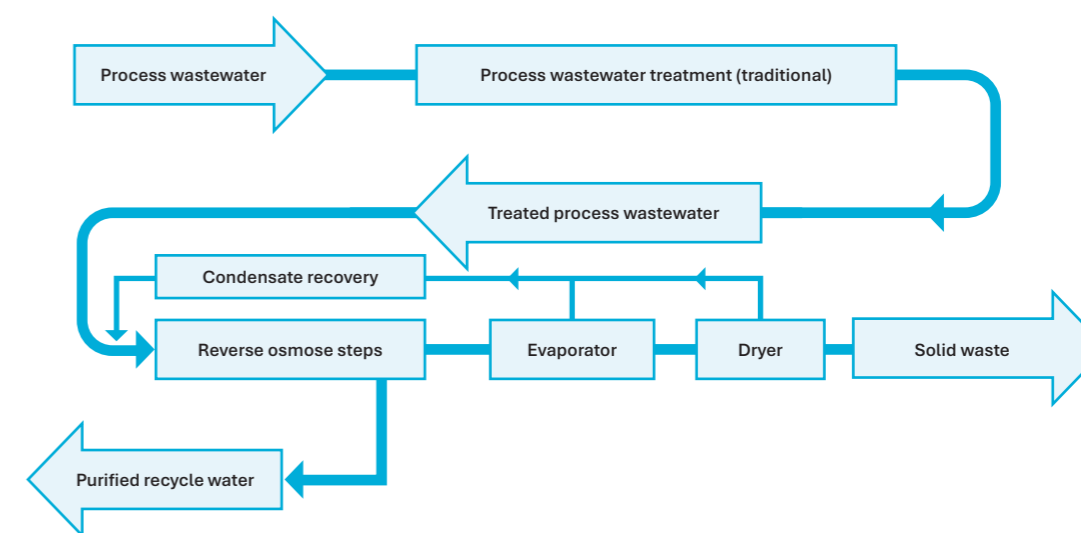 Process wastewater
Process wastewater treatment (traditional)
Treated process wastewater
Condensate recovery
Reverse osmose steps
Evaporator
Dryer
Solid waste
Purified recycle water